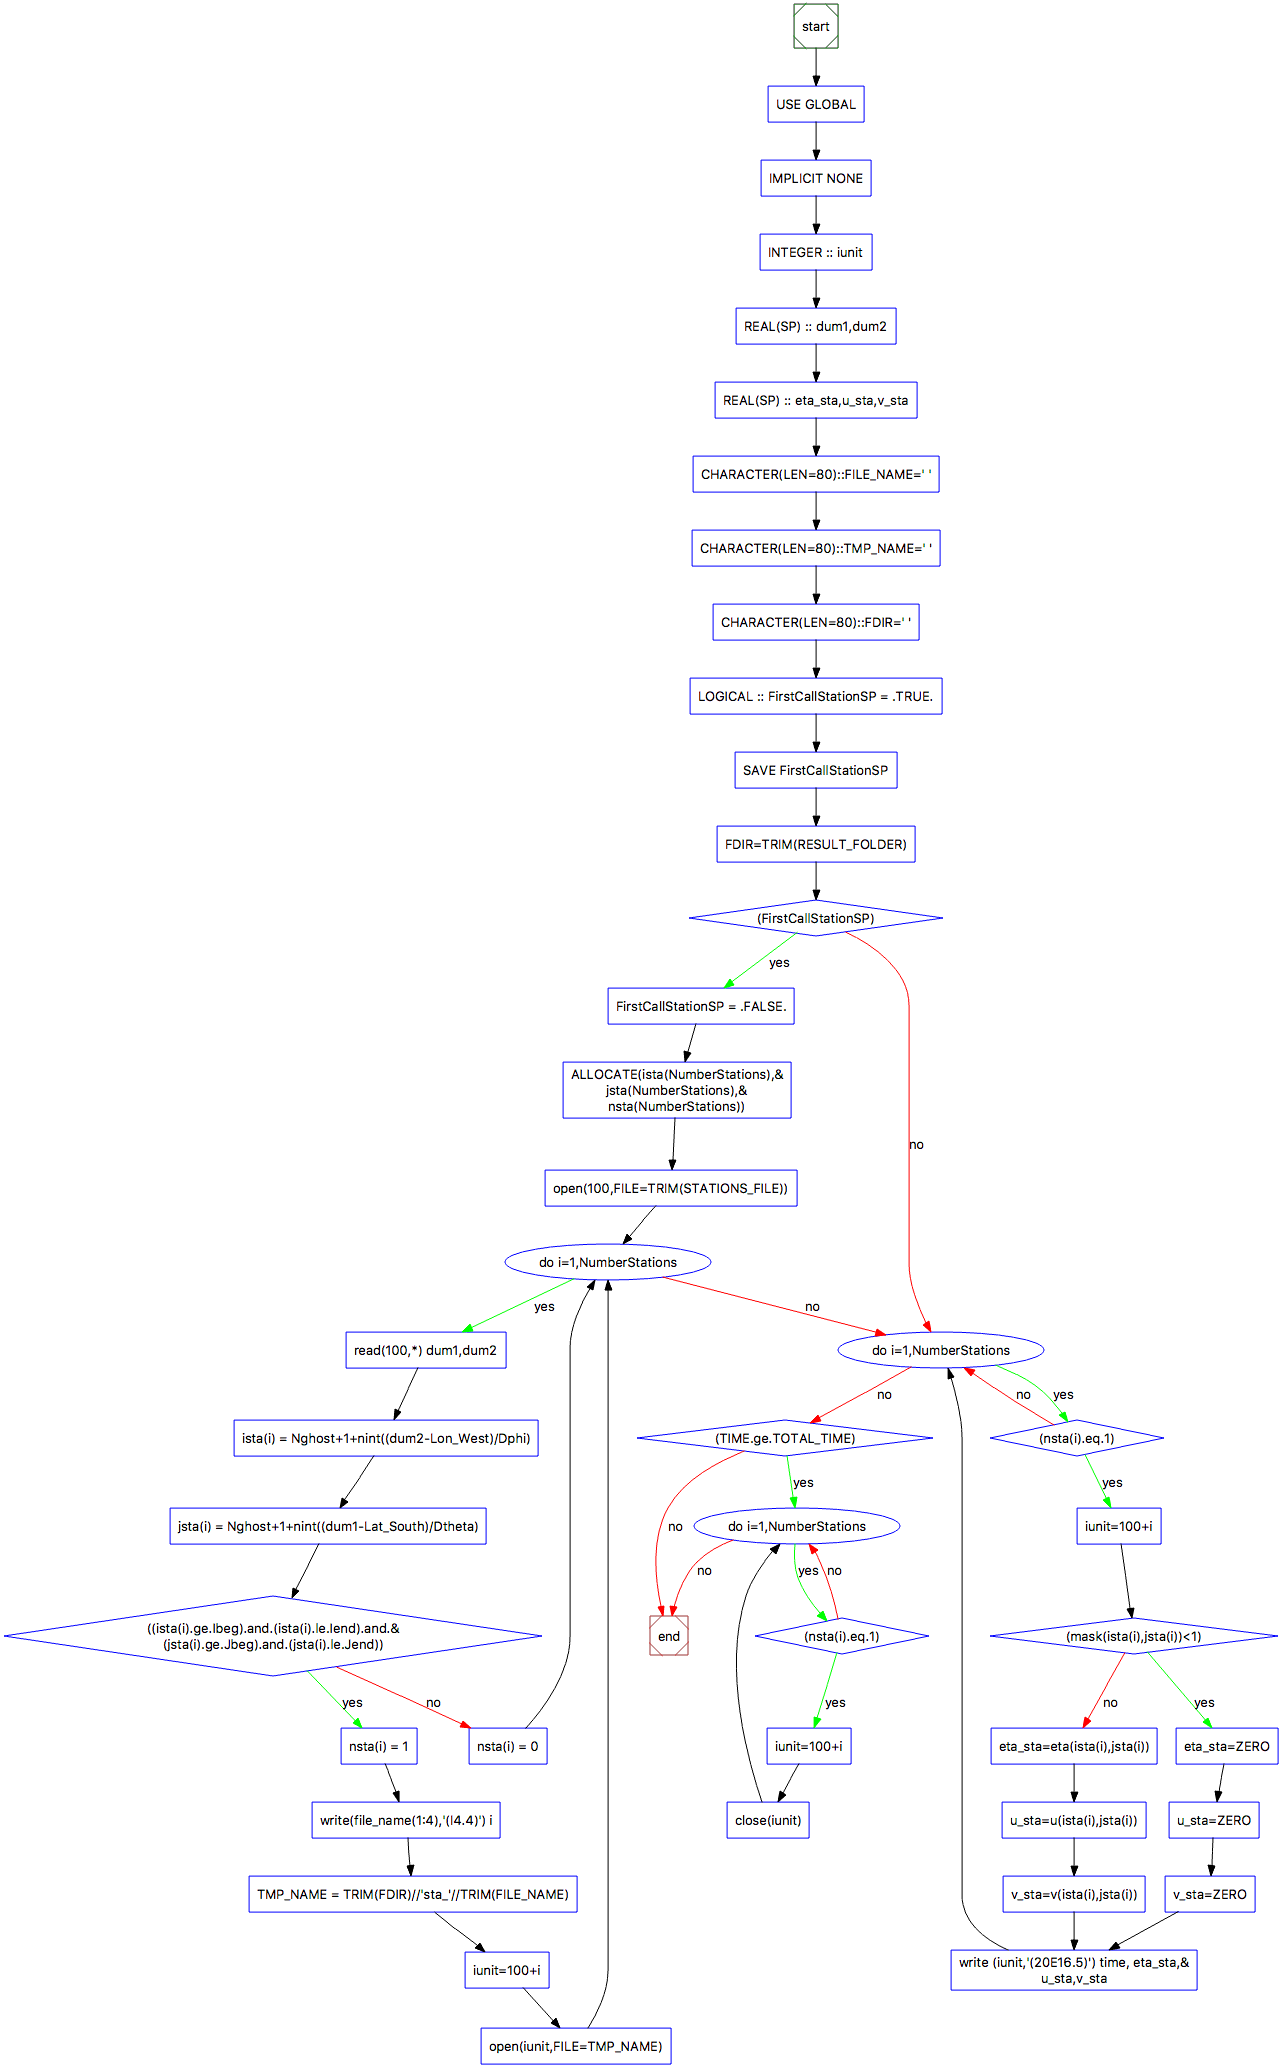 start
USE GLOBAL
IMPLICIT NONE
INTEGER :: iunit
REAL(SP) :: dum1,dum2
REAL(SP) :: eta_sta,u_sta,v_sta
CHARACTER(LEN=80)::FILE_NAME=' '
CHARACTER(LEN=80)::TMP_NAME=' '
CHARACTER(LEN=80)::FDIR=' '
LOGICAL :: FirstCallStationSP = .TRUE.
SAVE FirstCallStationSP
FDIR=TRIM(RESULT_FOLDER)
(FirstCallStationSP)
yes
FirstCallStationSP = .FALSE.
ALLOCATE(ista(NumberStations),&
jsta(NumberStations),&
nsta(NumberStations))
no
open(100,FILE=TRIM(STATIONS_FILE))
do i=1,NumberStations
yes
no
read(100,*) dum1,dum2
do i=1,NumberStations
no
no
yes
ista(i) = Nghost+1+nint((dum2-Lon_West)/Dphi)
(TIME.ge.TOTAL_TIME)
(nsta(i).eq.1)
yes
yes
jsta(i) = Nghost+1+nint((dum1-Lat_South)/Dtheta)
no
do i=1,NumberStations
iunit=100+i
no
yes
no
((ista(i).ge.Ibeg).and.(ista(i).le.Iend).and.&
(jsta(i).ge.Jbeg).and.(jsta(i).le.Jend))
end
(nsta(i).eq.1)
(mask(ista(i),jsta(i))<1)
yes
no
yes
no
yes
nsta(i) = 1
nsta(i) = 0
iunit=100+i
eta_sta=eta(ista(i),jsta(i))
eta_sta=ZERO
write(file_name(1:4),'(I4.4)') i
close(iunit)
u_sta=u(ista(i),jsta(i))
u_sta=ZERO
TMP_NAME = TRIM(FDIR)//'sta_'//TRIM(FILE_NAME)
v_sta=v(ista(i),jsta(i))
v_sta=ZERO
iunit=100+i
write (iunit,'(20E16.5)') time, eta_sta,&
u_sta,v_sta
open(iunit,FILE=TMP_NAME)